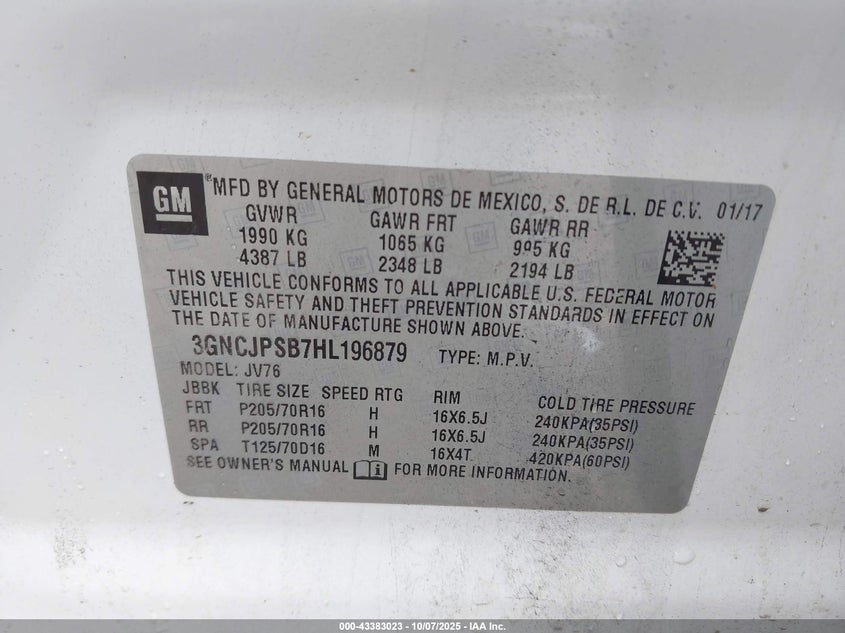 GM
® MFD BY GENERAL MOTORS DE MEXICO, S. DE R.L. DE C.V. 01/17
GVWR GAWR FRT GAWR RR
1990 KG 1065 KG 995 KG
4387 LB 2348 LB 2194 LB
THIS VEHICLE CONFORMS TO ALL APPLICABLE U.S. FEDERAL MOTOR
VEHICLE SAFETY AND THEFT PREVENTION STANDARDS IN EFFECT ON
THE DATE OF MANUFACTURE SHOWN ABOVE.
3GNCJPSB7HL196879 TYPE: M.P.V.
MODEL: JV76
JBBK TIRE SIZE SPEED RTG RIM COLD TIRE PRESSURE
FRT P205/70R16 H 16X6.5J 240KPA(35PSI)
RR P205/70R16 H 16X6.5J 240KPA(35PSI)
SPA T125/70D16 M 16X4T 420KPA(60PSI)
SEE OWNER'S MANUAL i FOR MORE INFORMATION.
000-43383023 - 10/07/2025 - IAA Inc.